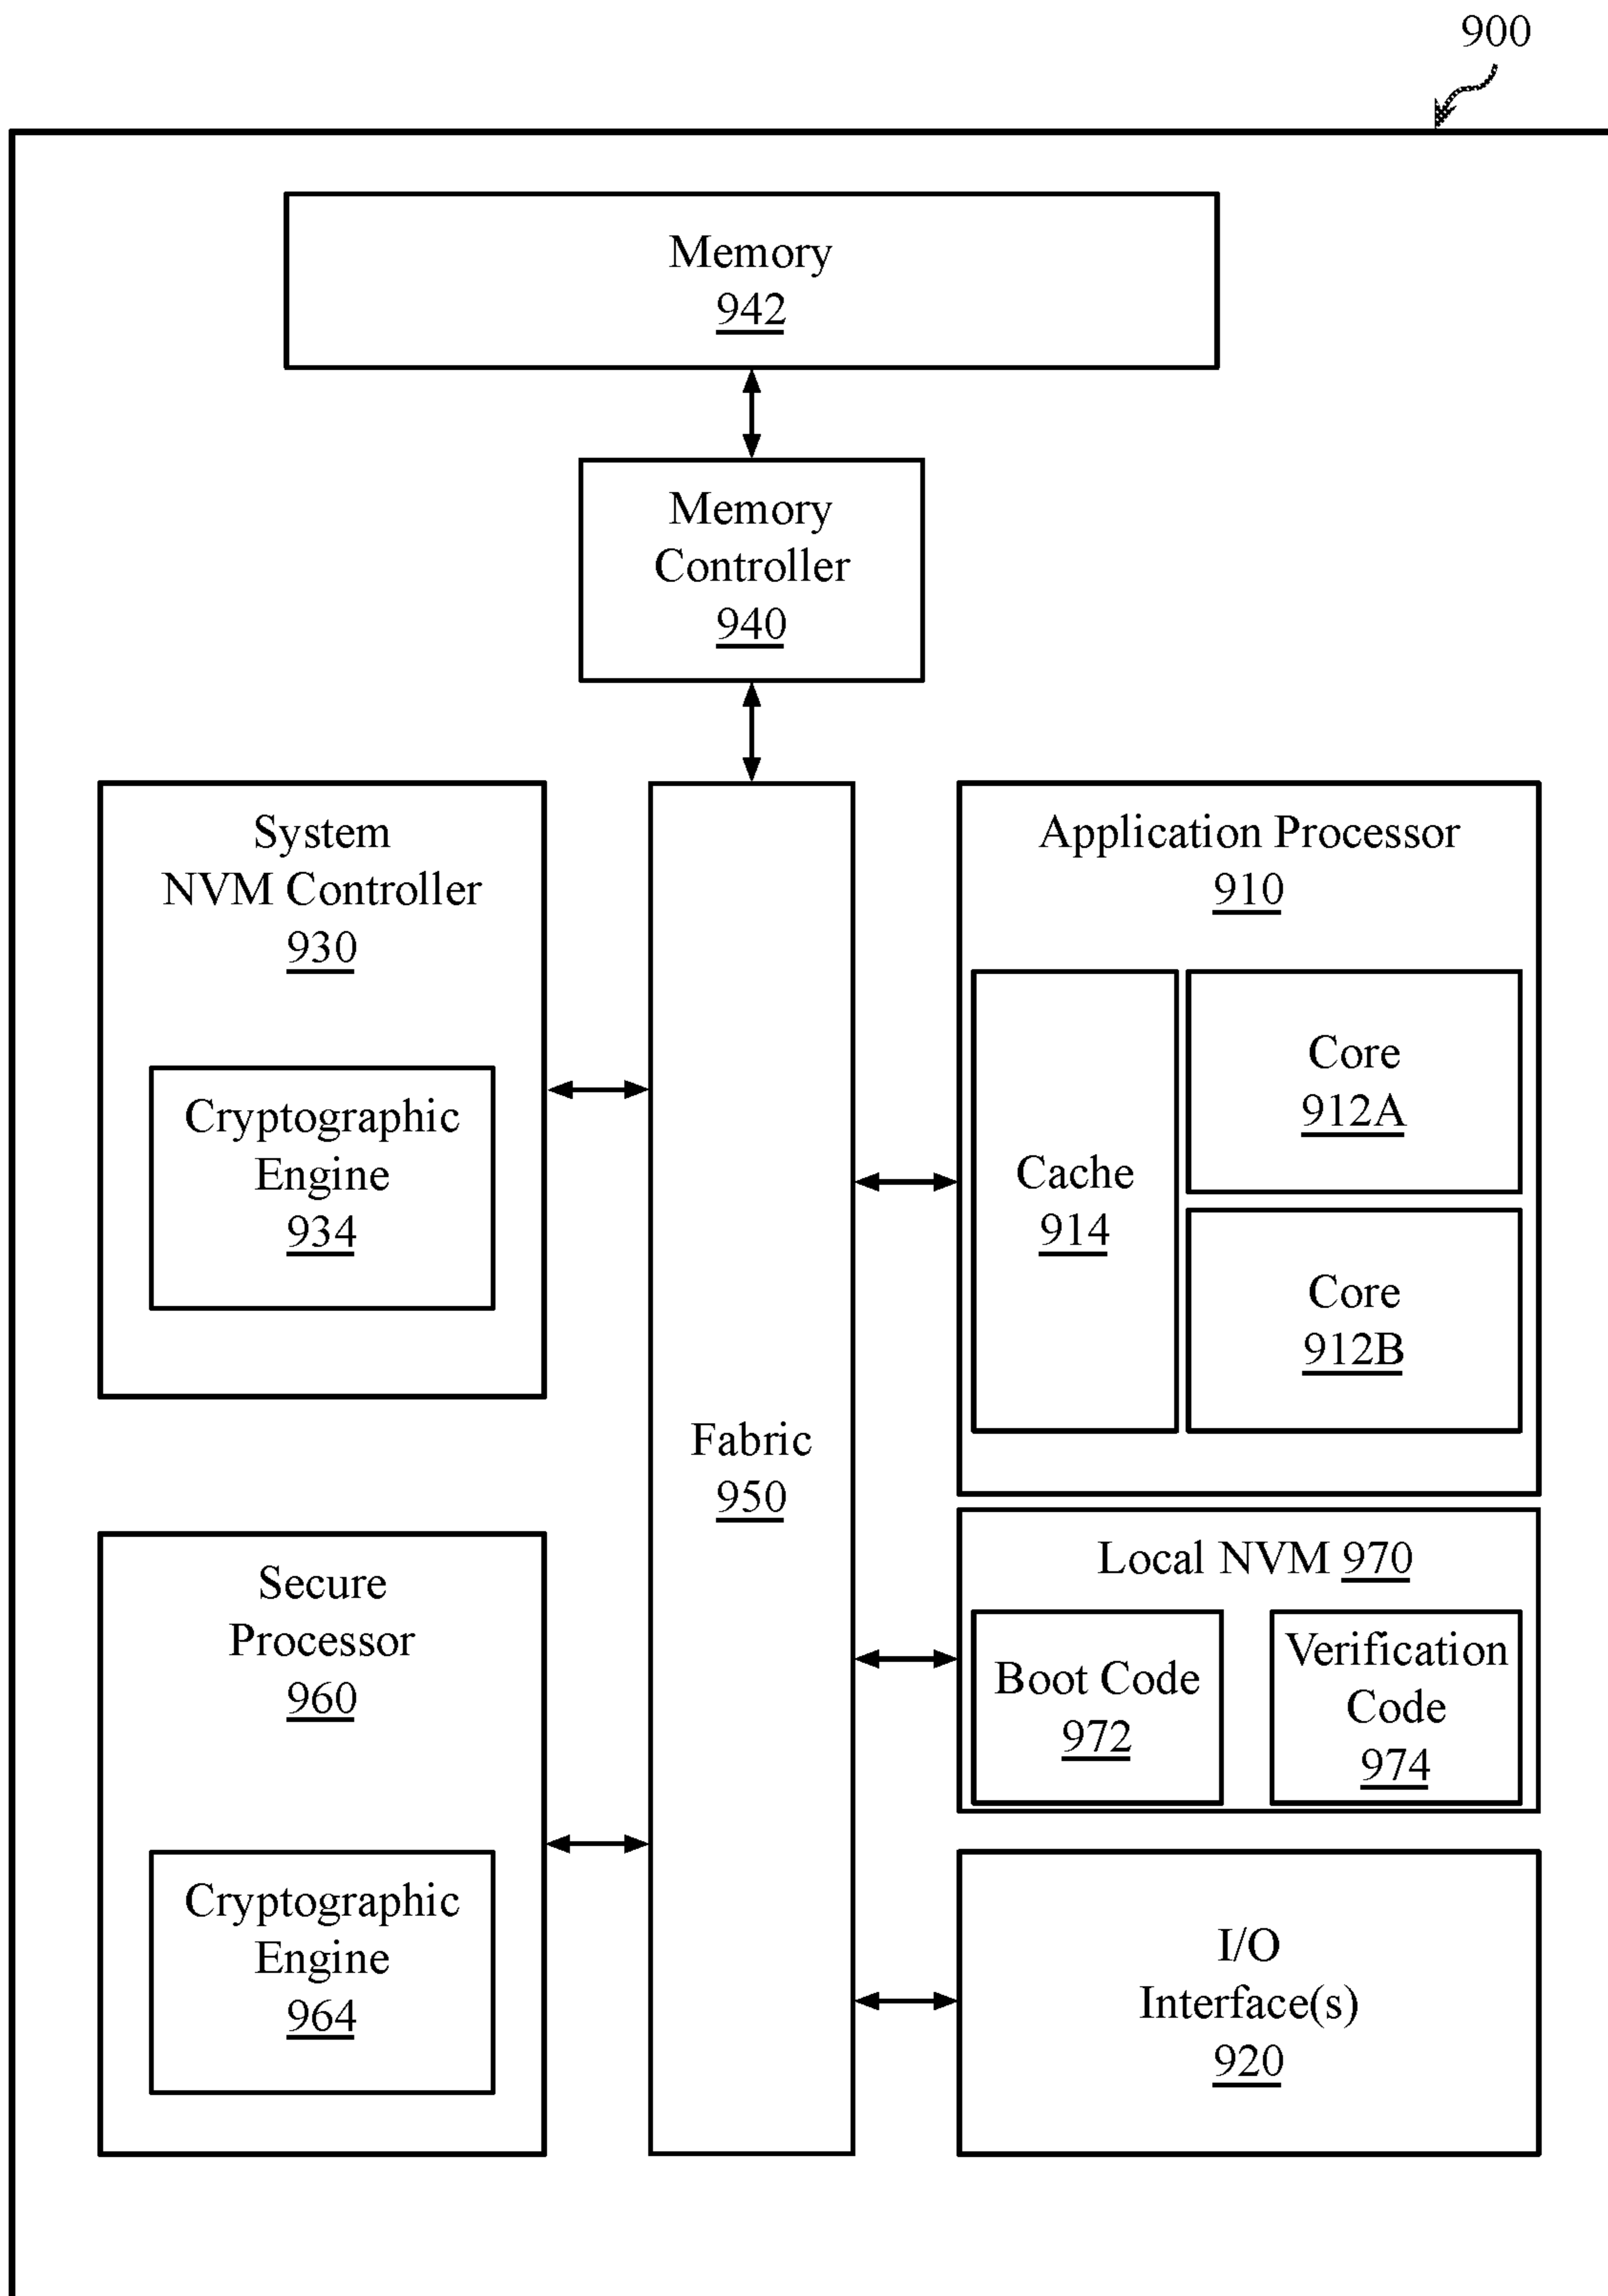 900
Memory
942
Memory
Controller
940
System
NVM Controller
930
Cryptographic
Engine
934
Secure
Processor
960
Cryptographic
Engine
964
Fabric
950
Application Processor
910
Cache
914
Core
912A
Core
912B
Local NVM 970
Boot Code
972
Verification
Code
974
I/O
Interface(s)
920